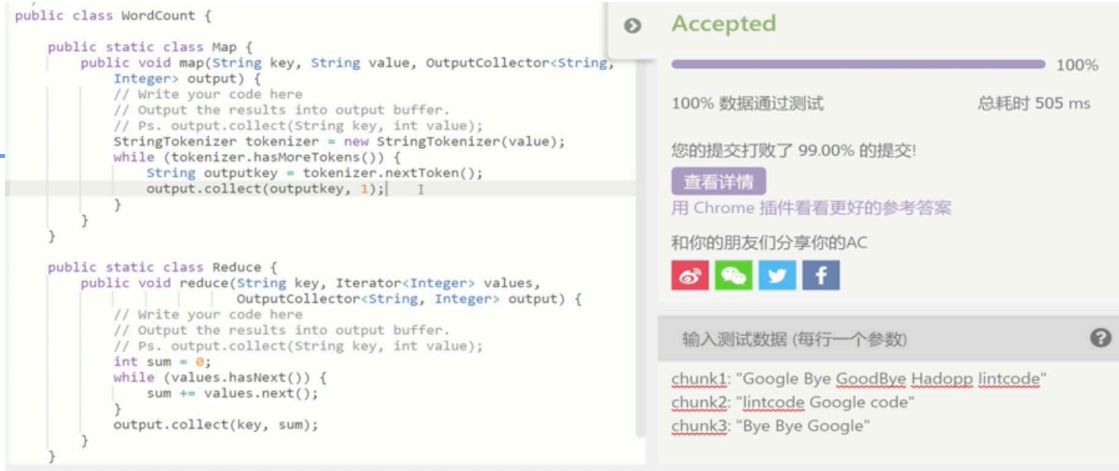 public class WordCount {
public static class Map {
public void map(String key, String value, OutputCollector<String,
Integer> output) {
// Write your code here
// Output the results into output buffer.
// Ps. output.collect(String key, int value);
StringTokenizer tokenizer = new StringTokenizer(value);
while (tokenizer.hasMoreTokens()) {
String outputkey = tokenizer.nextToken();
output.collect(outputkey, 1);
}
}
}
public static class Reduce {
public void reduce(String key, Iterator<Integer> values,
OutputCollector<String, Integer> output) {
// Write your code here
// Output the results into output buffer.
// Ps. output.collect(String key, int value);
int sum = 0;
while (values.hasNext()) {
sum += values.next();
}
output.collect(key, sum);
}
}
Accepted
100%
100% 数据通过测试 总耗时 505 ms
您的提交打败了 99.00% 的提交!
查看详情
用 Chrome 插件看看更好的参考答案
和你的朋友们分享你的AC
输入测试数据 (每行一个参数)
chunk1: "Google Bye GoodBye Hadopp lintcode"
chunk2: "lintcode Google code"
chunk3: "Bye Bye Google"